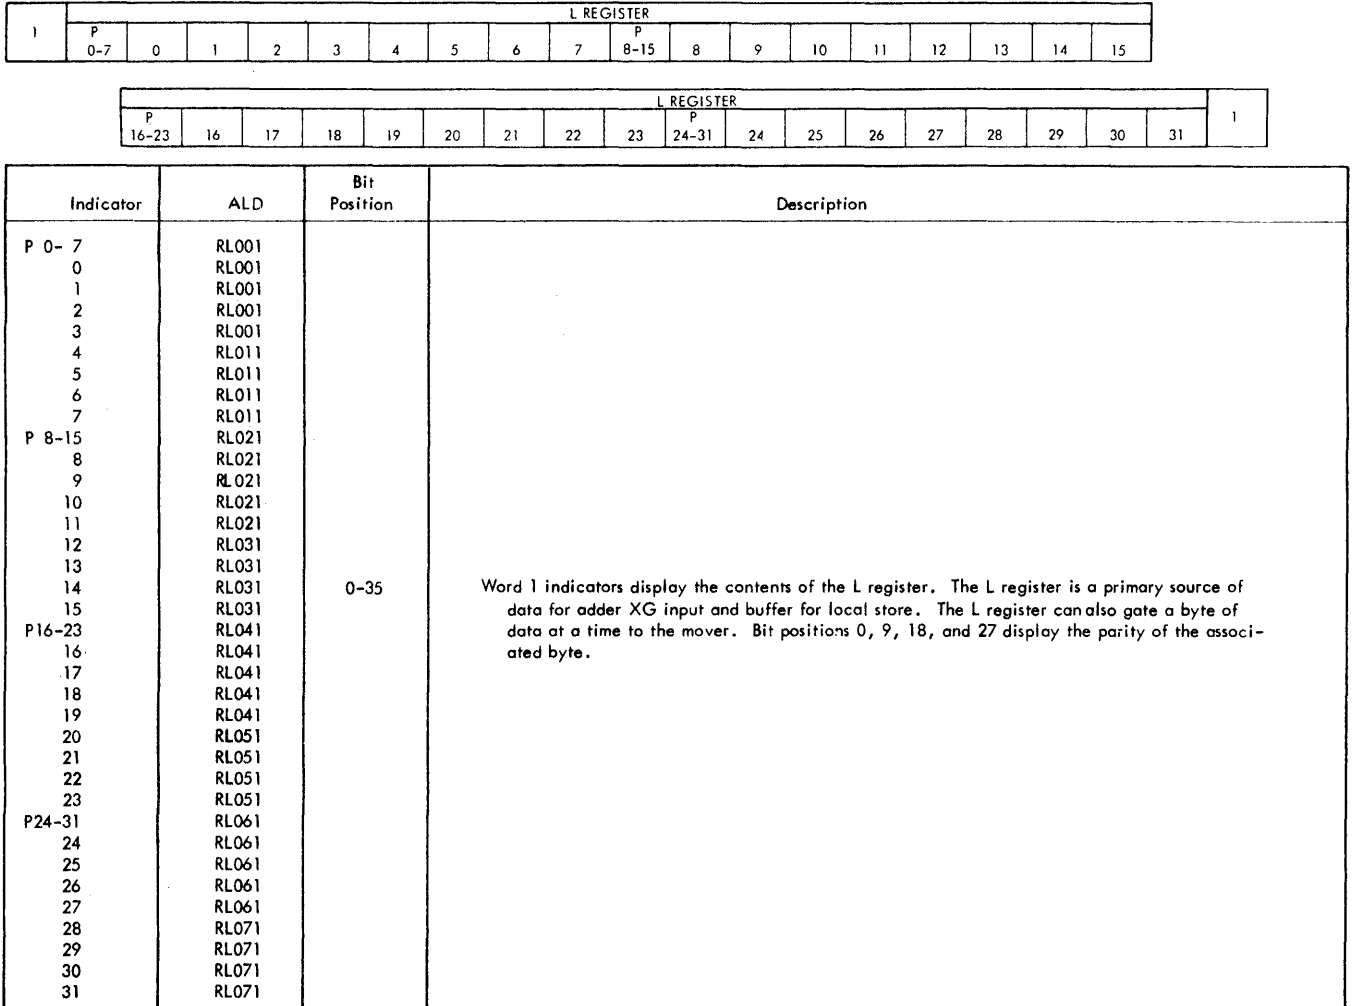 L REGISTER
1 P 0-7 0 1 2 3 4 5 6 7 P 8-15 8 9 10 11 12 13 14 15
L REGISTER
P 16-23 16 17 18 19 20 21 22 23 P 24-31 24 25 26 27 28 29 30 31 1
Indicator ALD Bit Position Description
P 0- 7 RL001
0 RL001
1 RL001
2 RL001
3 RL001
4 RL011
5 RL011
6 RL011
7 RL011
P 8-15 RL021
8 RL021
9 RL021
10 RL021
11 RL021
12 RL031
13 RL031
14 RL031 0-35 Word 1 indicators display the contents of the L register. The L register is a primary source of
15 RL031 data for adder XG input and buffer for local store. The L register can also gate a byte of
P16-23 RL041 data at a time to the mover. Bit positions 0, 9, 18, and 27 display the parity of the associ-
16 RL041 ated byte.
17 RL041
18 RL041
19 RL041
20 RL051
21 RL051
22 RL051
23 RL051
P24-31 RL061
24 RL061
25 RL061
26 RL061
27 RL061
28 RL071
29 RL071
30 RL071
31 RL071